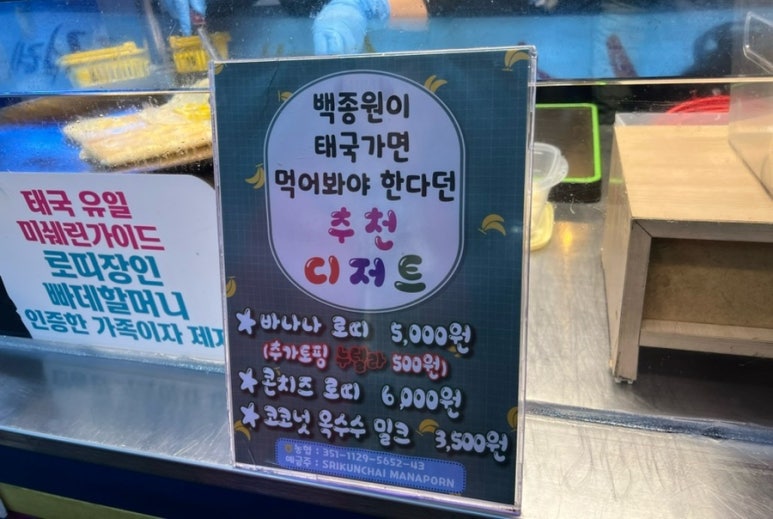 백종원이
태국가면
먹어봐야 한다던
추천
디저트
바나나 로띠 5,000원
(추가토핑 누텔라 500원)
콘치즈 로띠 6,000원
코코넛 옥수수 밀크 3,500원
농협 : 351-1129-5652-43
예금주 : SRIKUNCHAI MANAPORN
태국 유일
미쉐린가이드
로띠장인
빠데할머니
인증한 가족이자 제자